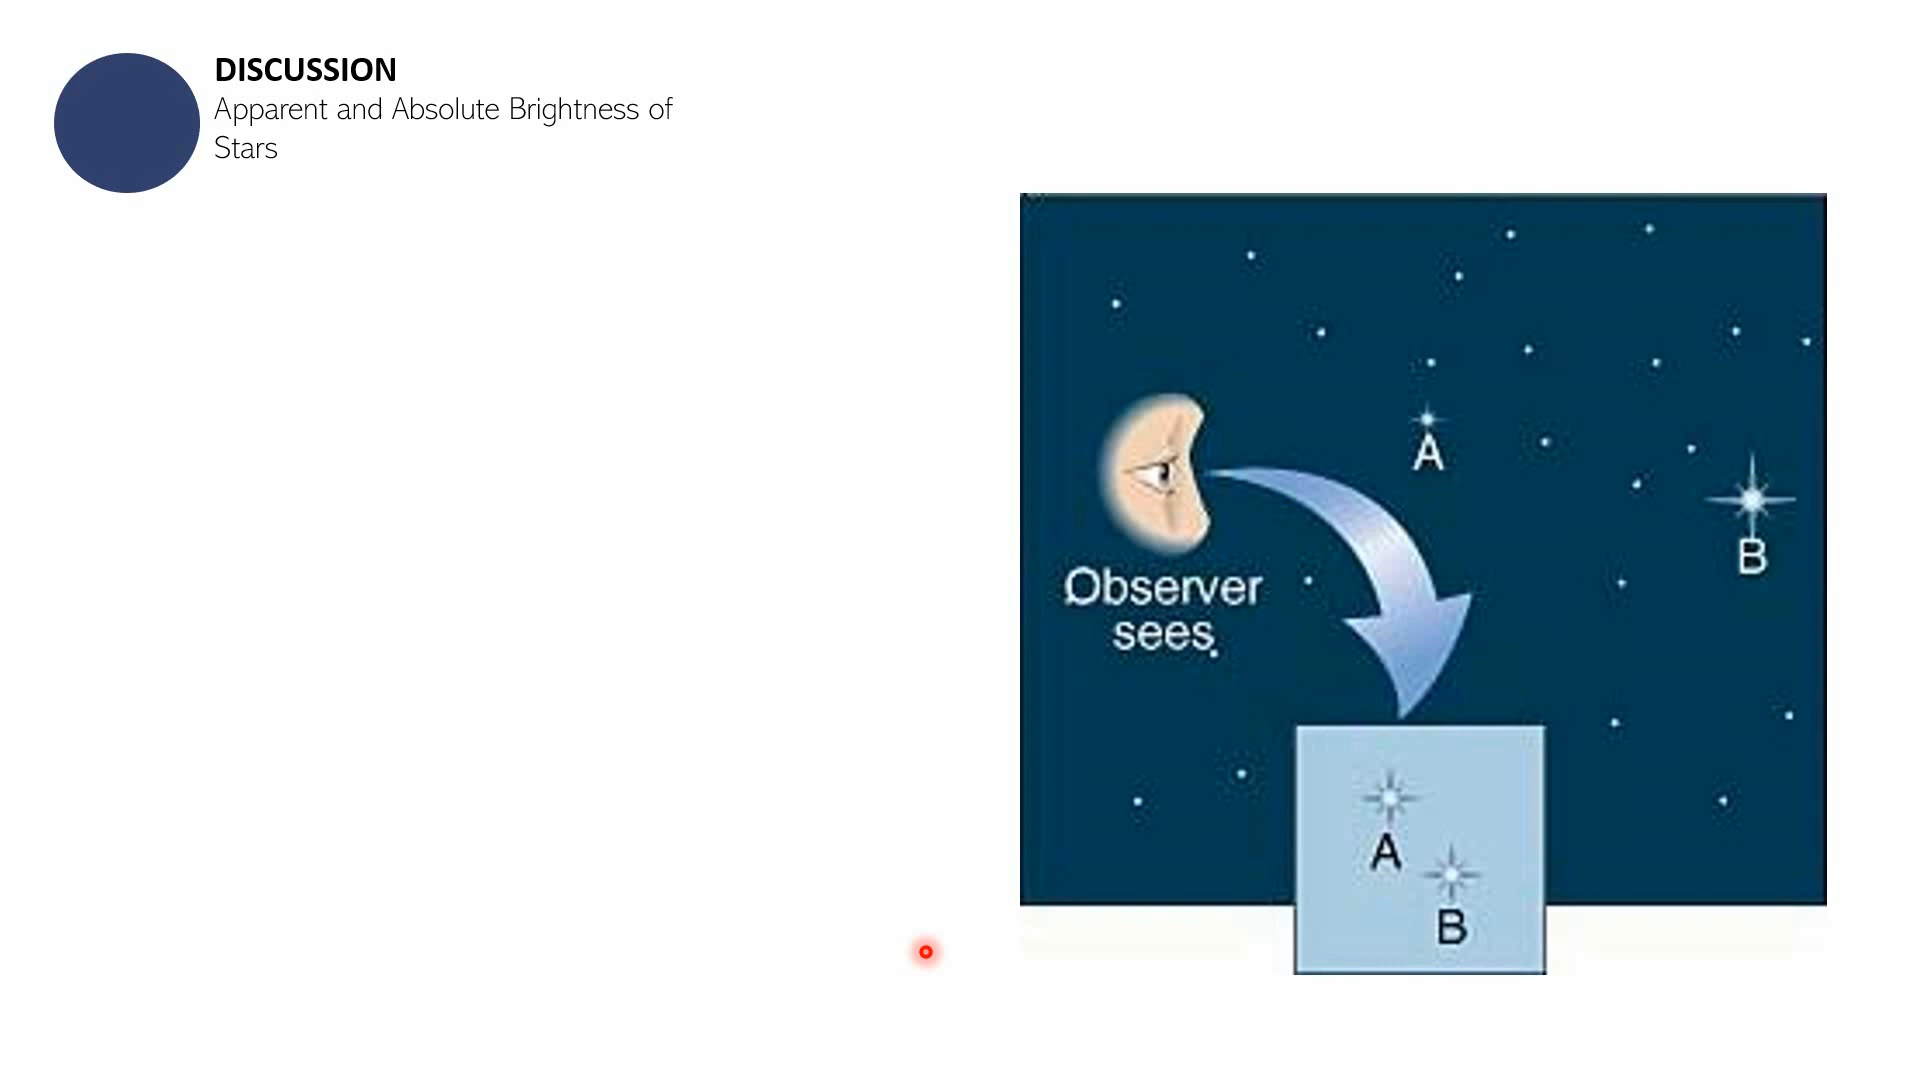 DISCUSSION
Apparent and Absolute Brightness of
Stars
A
B
Observer
sees
A
B